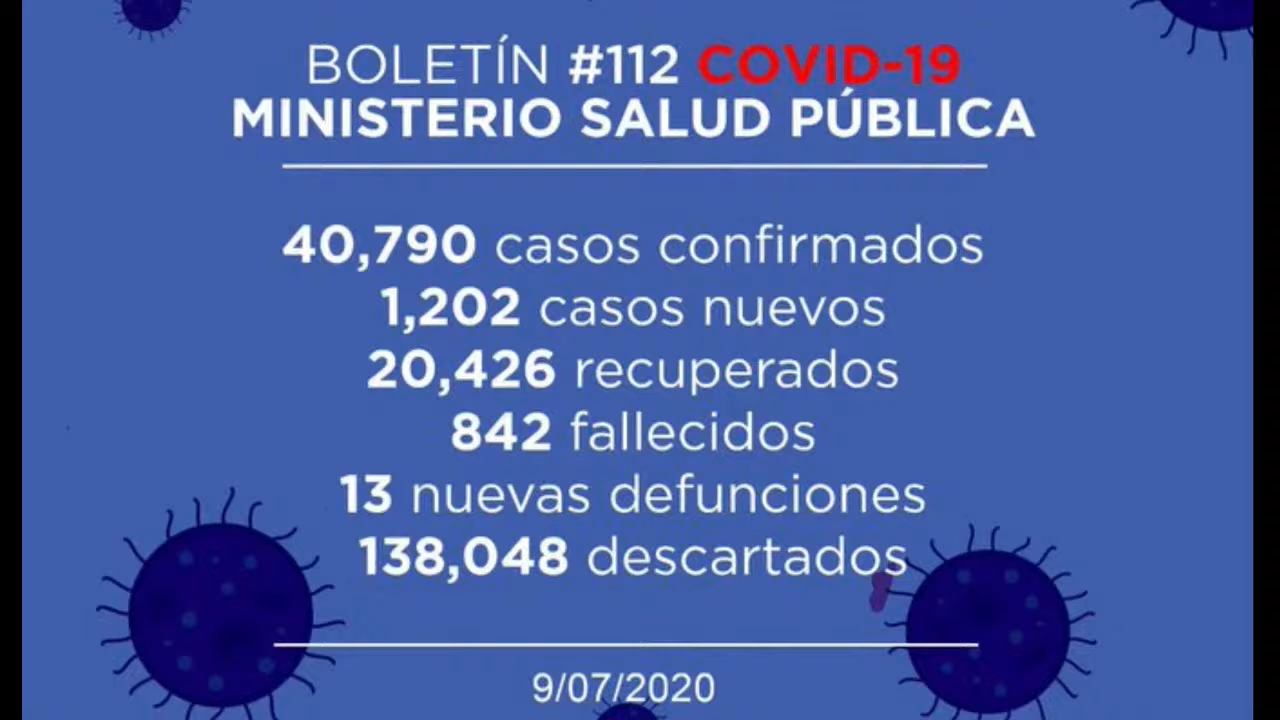 BOLETÍN #112 COVID-19
MINISTERIO SALUD PÚBLICA
40,790 casos confirmados
1,202 casos nuevos
20,426 recuperados
842 fallecidos
13 nuevas defunciones
138,048 descartados
9/07/2020